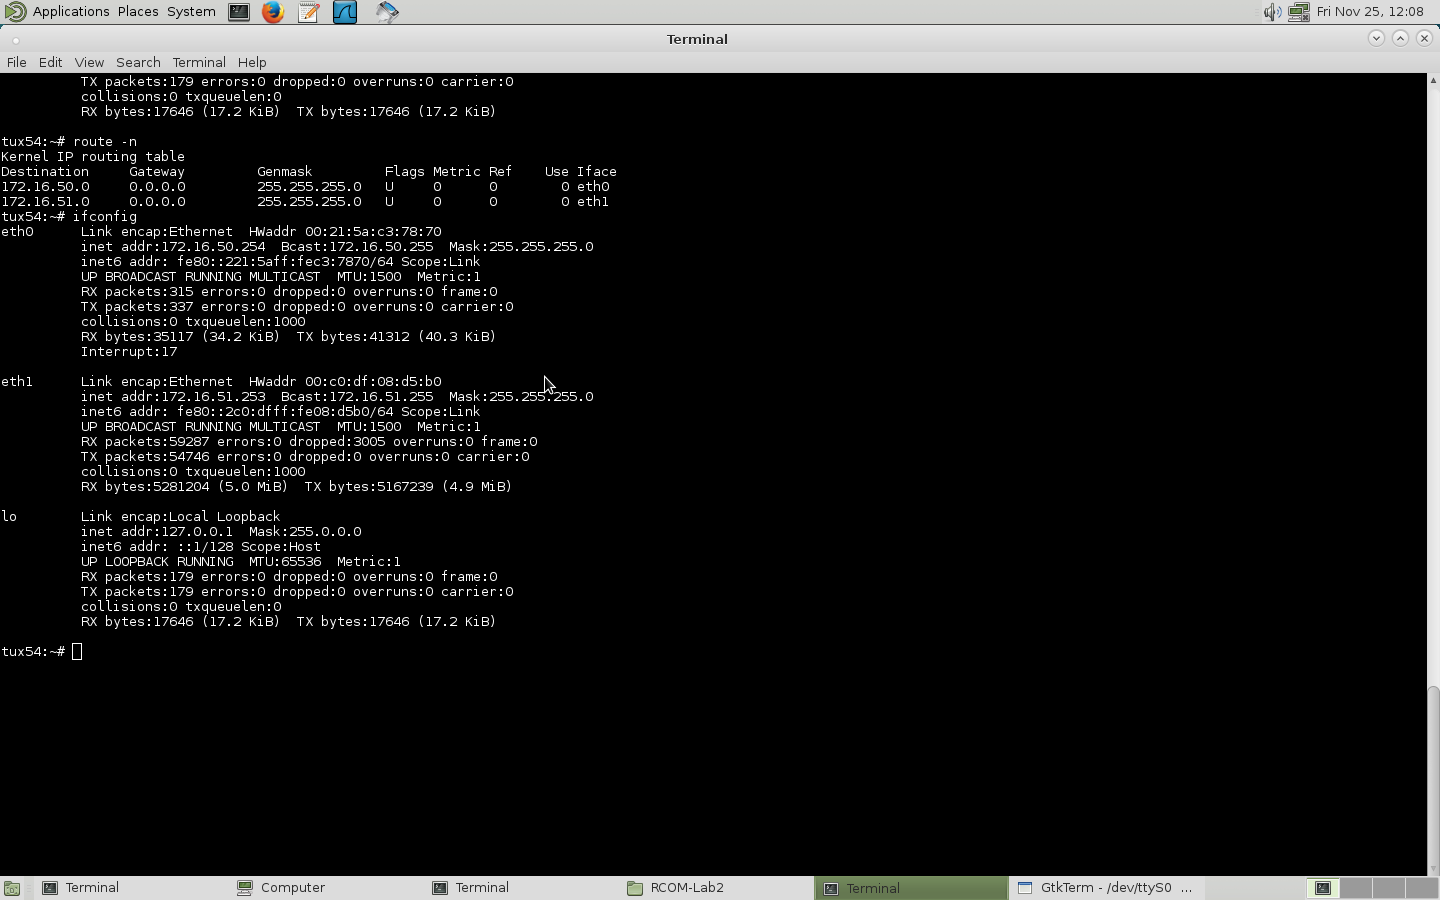 Applications Places System Fri Nov 25, 12:08
Terminal
File Edit View Search Terminal Help
TX packets:179 errors:0 dropped:0 overruns:0 carrier:0
collisions:0 txqueuelen:0
RX bytes:17646 (17.2 KiB)  TX bytes:17646 (17.2 KiB)
tux54:~# route -n
Kernel IP routing table
Destination     Gateway         Genmask         Flags Metric Ref    Use Iface
172.16.50.0     0.0.0.0         255.255.255.0   U     0      0        0 eth0
172.16.51.0     0.0.0.0         255.255.255.0   U     0      0        0 eth1
tux54:~# ifconfig
eth0      Link encap:Ethernet  HWaddr 00:21:5a:c3:78:70
inet addr:172.16.50.254  Bcast:172.16.50.255  Mask:255.255.255.0
inet6 addr: fe80::221:5aff:fec3:7870/64 Scope:Link
UP BROADCAST RUNNING MULTICAST  MTU:1500  Metric:1
RX packets:315 errors:0 dropped:0 overruns:0 frame:0
TX packets:337 errors:0 dropped:0 overruns:0 carrier:0
collisions:0 txqueuelen:1000
RX bytes:35117 (34.2 KiB)  TX bytes:41312 (40.3 KiB)
Interrupt:17
eth1      Link encap:Ethernet  HWaddr 00:c0:df:08:d5:b0
inet addr:172.16.51.253  Bcast:172.16.51.255  Mask:255.255.255.0
inet6 addr: fe80::2c0:dfff:fe08:d5b0/64 Scope:Link
UP BROADCAST RUNNING MULTICAST  MTU:1500  Metric:1
RX packets:59287 errors:0 dropped:3005 overruns:0 frame:0
TX packets:54746 errors:0 dropped:0 overruns:0 carrier:0
collisions:0 txqueuelen:1000
RX bytes:5281204 (5.0 MiB)  TX bytes:5167239 (4.9 MiB)
lo        Link encap:Local Loopback
inet addr:127.0.0.1  Mask:255.0.0.0
inet6 addr: ::1/128 Scope:Host
UP LOOPBACK RUNNING  MTU:65536  Metric:1
RX packets:179 errors:0 dropped:0 overruns:0 frame:0
TX packets:179 errors:0 dropped:0 overruns:0 carrier:0
collisions:0 txqueuelen:0
RX bytes:17646 (17.2 KiB)  TX bytes:17646 (17.2 KiB)
tux54:~#
Terminal Computer Terminal RCOM-Lab2 Terminal GtkTerm - /dev/ttyS0 ...